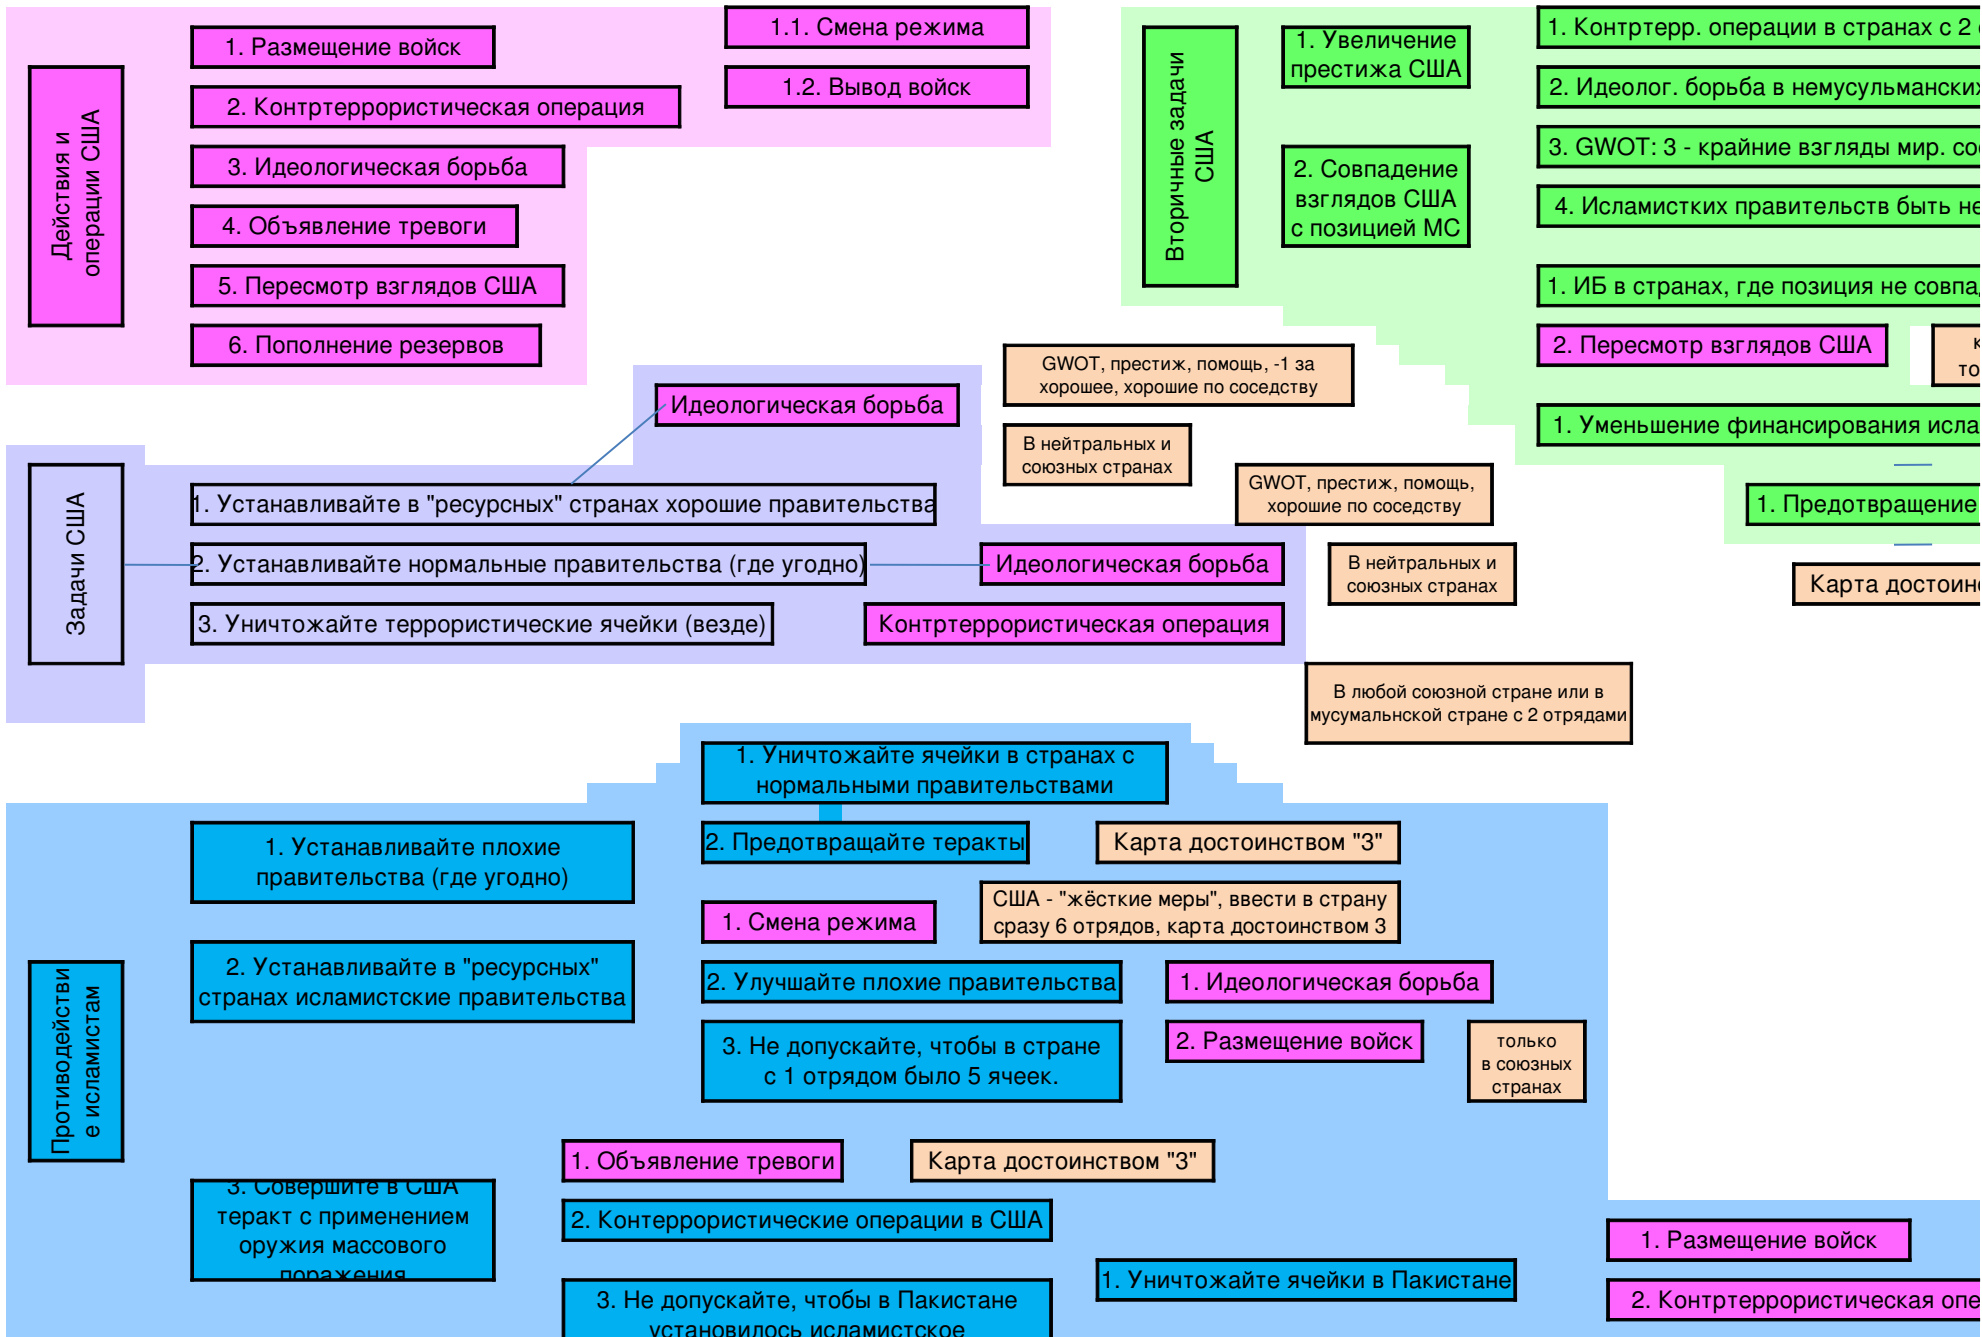 Действия и
операции США
1. Размещение войск
2. Контртеррористическая операция
3. Идеологическая борьба
4. Объявление тревоги
5. Пересмотр взглядов США
6. Пополнение резервов
1.1. Смена режима
1.2. Вывод войск
Вторичные задачи
США
1. Увеличение
престижа США
2. Совпадение
взглядов США
с позицией МС
1. Контртерр. операции в странах с 2
2. Идеолог. борьба в немусульманских
3. GWOT: 3 - крайние взгляды мир. соо
4. Исламистких правительств быть не
1. ИБ в странах, где позиция не совпа
2. Пересмотр взглядов США
к
то
1. Уменьшение финансирования исла
1. Предотвращение
Карта достоинс
Задачи США
Идеологическая борьба
GWOT, престиж, помощь, -1 за
хорошее, хорошие по соседству
В нейтральных и
союзных странах
1. Устанавливайте в "ресурсных" странах хорошие правительства
GWOT, престиж, помощь,
хорошие по соседству
2. Устанавливайте нормальные правительства (где угодно)
Идеологическая борьба
В нейтральных и
союзных странах
3. Уничтожайте террористические ячейки (везде)
Контртеррористическая операция
В любой союзной стране или в
мусумальнской стране с 2 отрядами
Противодействи
е исламистам
1. Устанавливайте плохие
правительства (где угодно)
1. Уничтожайте ячейки в странах с
нормальными правительствами
2. Предотвращайте теракты
Карта достоинством "3"
2. Устанавливайте в "ресурсных"
странах исламистские правительства
1. Смена режима
США - "жёсткие меры", ввести в страну
сразу 6 отрядов, карта достоинством 3
2. Улучшайте плохие правительства
1. Идеологическая борьба
2. Размещение войск
только
в союзных
странах
3. Не допускайте, чтобы в стране
с 1 отрядом было 5 ячеек.
3. Совершите в США
теракт с применением
оружия массового
поражения
1. Объявление тревоги
Карта достоинством "3"
2. Контеррористические операции в США
3. Не допускайте, чтобы в Пакистане
установилось исламистское
1. Уничтожайте ячейки в Пакистане
1. Размещение войск
2. Контртеррористическая опе